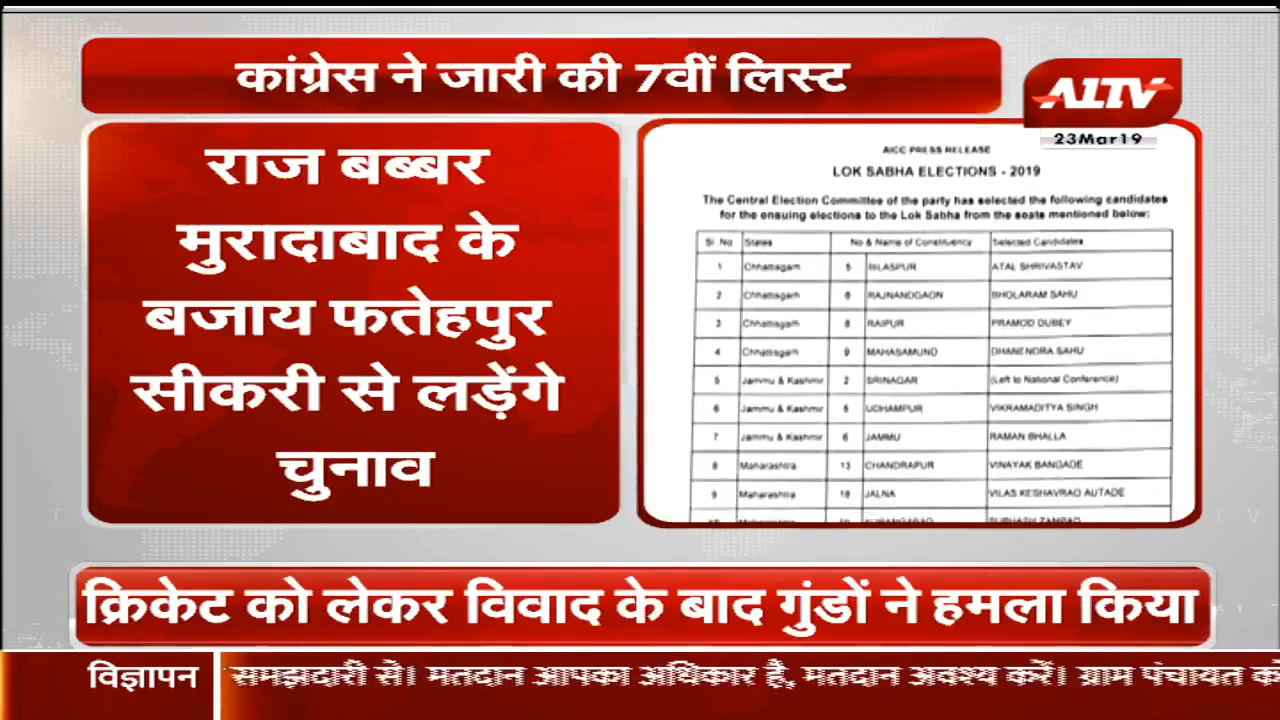 कांग्रेस ने जारी की 7वीं लिस्ट
ALTV
23Mar19
राज बब्बर
मुरादाबाद के
बजाय फतेहपुर
सीकरी से लड़ेंगे
चुनाव
AICC PRESS RELEASE
LOK SABHA ELECTIONS - 2019
The Central Election Committee of the party has selected the following candidates
for the ensuing elections to the Lok Sabha from the seats mentioned below:
Sl No. States No & Name of Constituency Selected Candidates
1 Chhattisgarh 5 BILASPUR ATAL SHRIVASTAV
2 Chhattisgarh 6 RAJNANDGAON BHOLARAM SAHU
3 Chhattisgarh 8 RAIPUR PRAMOD DUBEY
4 Chhattisgarh 9 MAHASAMUND DHANENDRA SAHU
5 Jammu & Kashmir 2 SRINAGAR (Left to National Conference)
6 Jammu & Kashmir 5 UDHAMPUR VIKRAMADITYA SINGH
7 Jammu & Kashmir 6 JAMMU RAMAN BHALLA
8 Maharashtra 13 CHANDRAPUR VINAYAK BANGADE
9 Maharashtra 18 JALNA VILAS KESHAVRAO AUTADE
क्रिकेट को लेकर विवाद के बाद गुंडों ने हमला किया
विज्ञापन समझदारी से। मतदान आपका अधिकार है, मतदान अवश्य करें। ग्राम पंचायत को